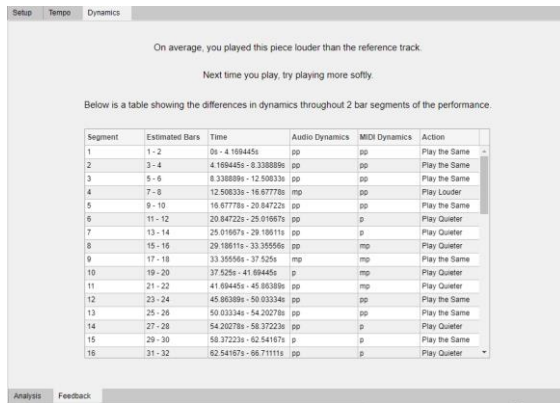 Setup Tempo Dynamics
On average, you played this piece louder than the reference track.
Next time you play, try playing more softly.
Below is a table showing the differences in dynamics throughout 2 bar segments of the performance.
Segment Estimated Bars Time Audio Dynamics MIDI Dynamics Action
1 1 - 2 0s - 4.169445s pp pp Play the Same
2 3 - 4 4.169445s - 8.338889s pp pp Play the Same
3 5 - 6 8.338889s - 12.50833s pp pp Play the Same
4 7 - 8 12.50833s - 16.67778s mp pp Play Louder
5 9 - 10 16.67778s - 20.84722s pp pp Play the Same
6 11 - 12 20.84722s - 25.01667s pp p Play Quieter
7 13 - 14 25.01667s - 29.18611s pp p Play Quieter
8 15 - 16 29.18611s - 33.35556s pp mp Play Quieter
9 17 - 18 33.35556s - 37.525s mp mp Play the Same
10 19 - 20 37.525s - 41.69445s p mp Play Quieter
11 21 - 22 41.69445s - 45.86389s pp mp Play Quieter
12 23 - 24 45.86389s - 50.03334s pp pp Play the Same
13 25 - 26 50.03334s - 54.20278s pp pp Play the Same
14 27 - 28 54.20278s - 58.37223s pp p Play Quieter
15 29 - 30 58.37223s - 62.54167s p p Play the Same
16 31 - 32 62.54167s - 66.71111s pp p Play Quieter
Analysis Feedback